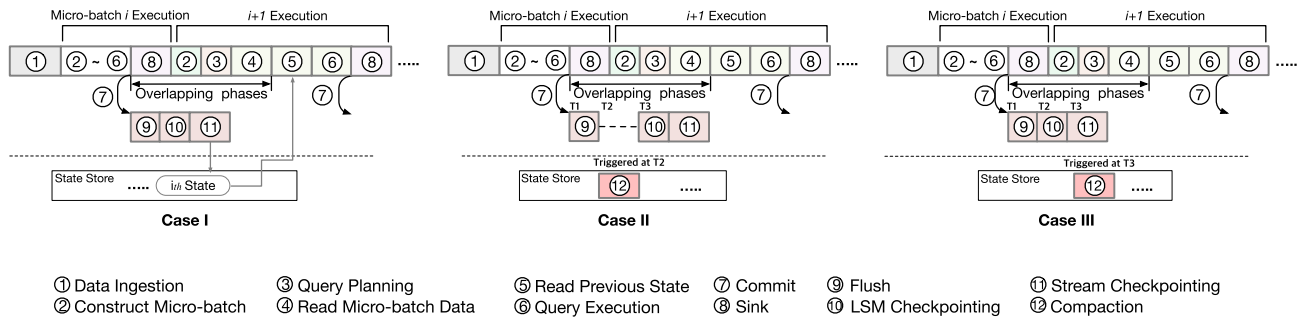 Micro-batch i Execution i+1 Execution
① ② ~ ⑥ ⑧ ② ③ ④ ⑤ ⑥ ⑧ .....
⑦ Overlapping phases ⑦
⑨ ⑩ ⑪
State Store ..... ith State
Case I
Micro-batch i Execution i+1 Execution
① ② ~ ⑥ ⑧ ② ③ ④ ⑤ ⑥ ⑧ .....
⑦ Overlapping phases ⑦
T1 T2 T3
⑨ ⑩ ⑪
Triggered at T2
State Store ⑫ .....
Case II
Micro-batch i Execution i+1 Execution
① ② ~ ⑥ ⑧ ② ③ ④ ⑤ ⑥ ⑧ .....
⑦ Overlapping phases ⑦
T1 T2 T3
⑨ ⑩ ⑪
Triggered at T3
State Store ⑫ .....
Case III
① Data Ingestion ③ Query Planning ⑤ Read Previous State ⑦ Commit ⑨ Flush ⑪ Stream Checkpointing
② Construct Micro-batch ④ Read Micro-batch Data ⑥ Query Execution ⑧ Sink ⑩ LSM Checkpointing ⑫ Compaction